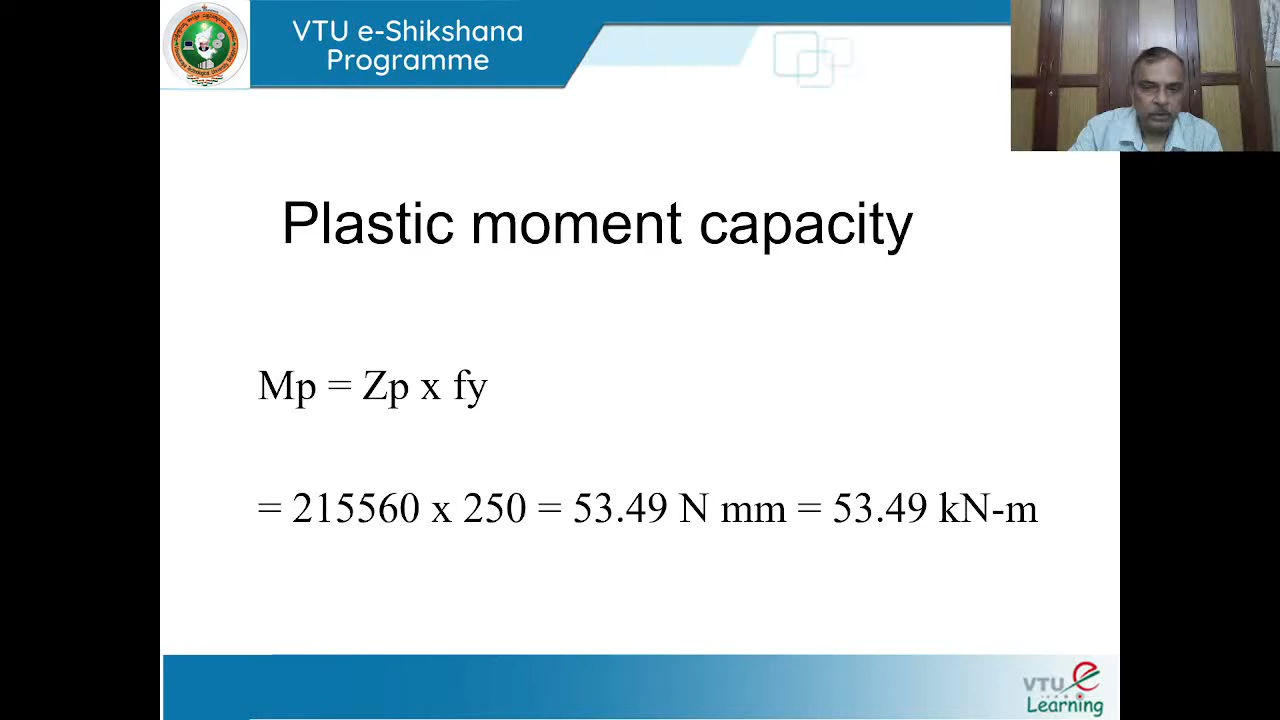 VTU e-Shikshana
Programme
Plastic moment capacity
Mp = Zp x fy
= 215560 x 250 = 53.49 N mm = 53.49 kN-m
VTU e
Learning